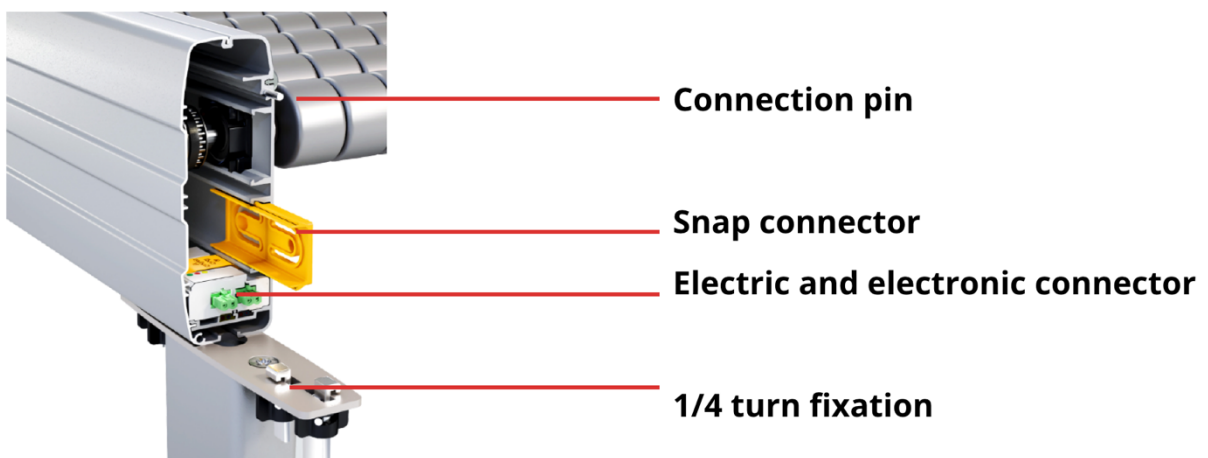 Connection pin
Snap connector
Electric and electronic connector
1/4 turn fixation